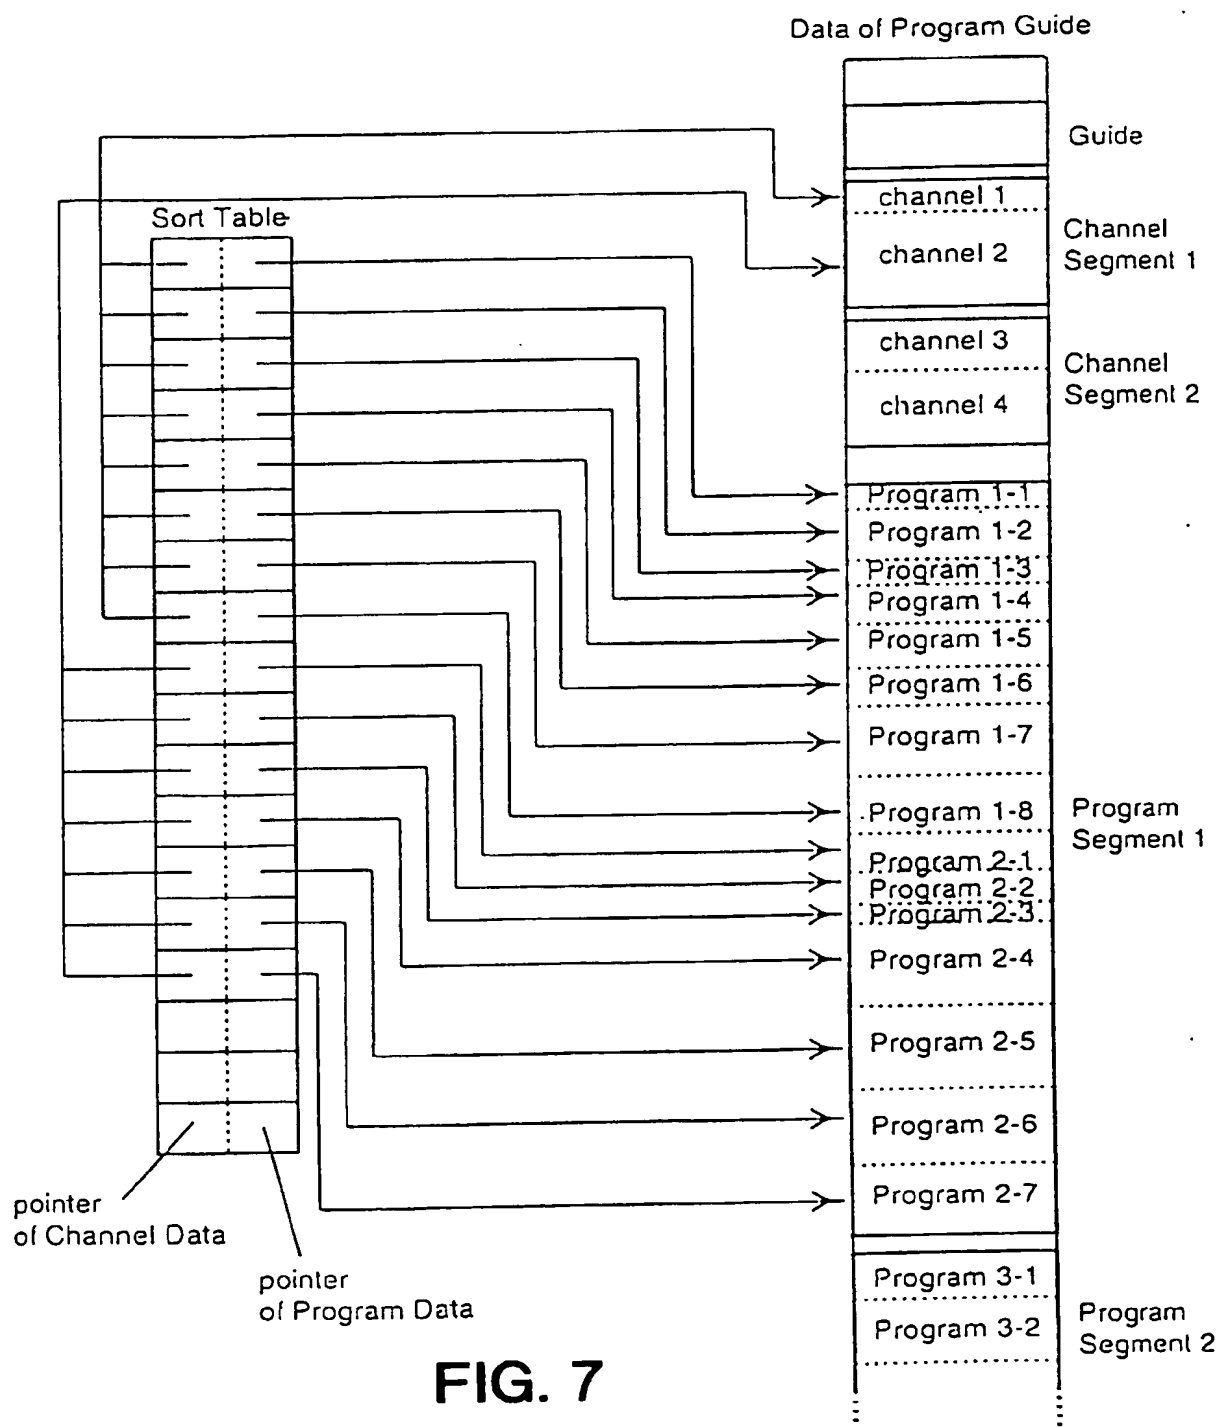 Data of Program Guide
Guide
channel 1
channel 2
Channel
Segment 1
channel 3
channel 4
Channel
Segment 2
Sort Table
Program 1-1
Program 1-2
Program 1-3
Program 1-4
Program 1-5
Program 1-6
Program 1-7
Program 1-8
Program 2-1
Program 2-2
Program 2-3
Program 2-4
Program 2-5
Program 2-6
Program 2-7
Program
Segment 1
Program 3-1
Program 3-2
Program
Segment 2
pointer
of Channel Data
pointer
of Program Data
FIG. 7